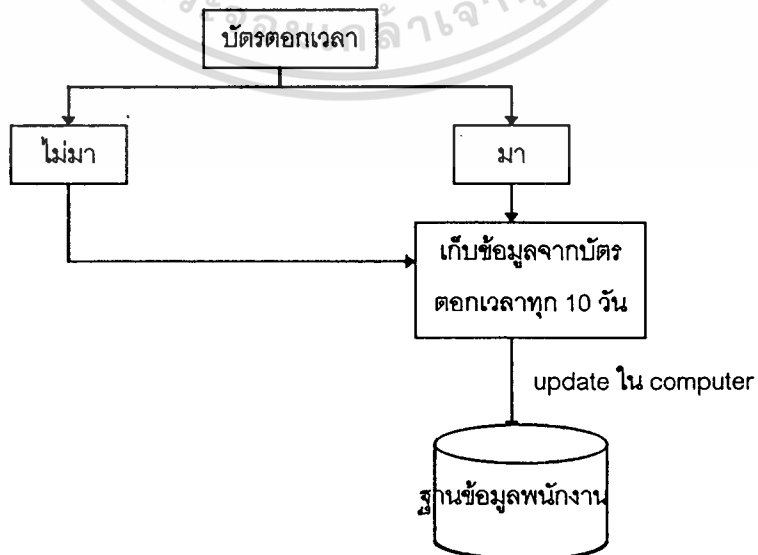 บัตรตอกเวลา
ไม่มา
มา
เก็บข้อมูลจากบัตร
ตอกเวลาทุก 10 วัน
update ใน computer
ฐานข้อมูลพนักงาน